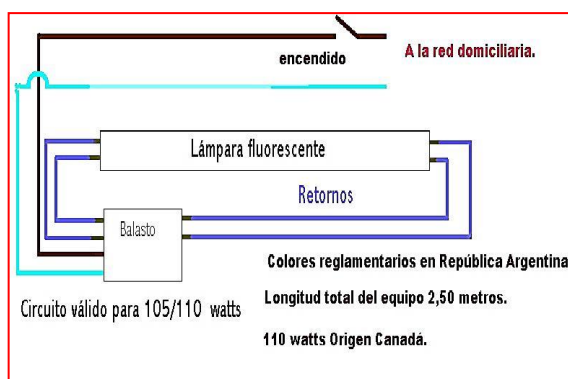 encendido
A la red domiciliaria.
Lámpara fluorescente
Retornos
Balasto
Colores reglamentarios en República Argentina
Circuito válido para 105/110 watts
Longitud total del equipo 2,50 metros.
110 watts Origen Canadá.